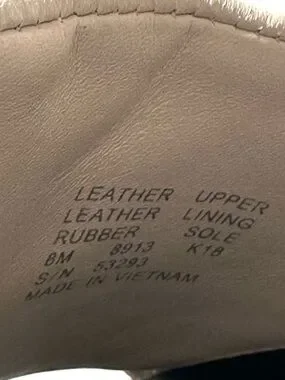 LEATHER UPPER
LEATHER LINING
RUBBER SOLE
8M 8913 K18
S/N 53293
MADE IN VIETNAM